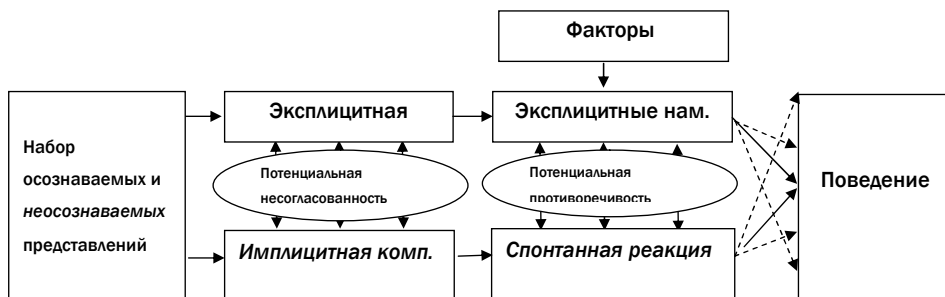 Факторы
Эксплицитная
Эксплицитные нам.
Набор
осознаваемых и
неосознаваемых
представлений
Потенциальная
несогласованность
Потенциальная
противоречивость
Поведение
Имплицитная комп.
Спонтанная реакция